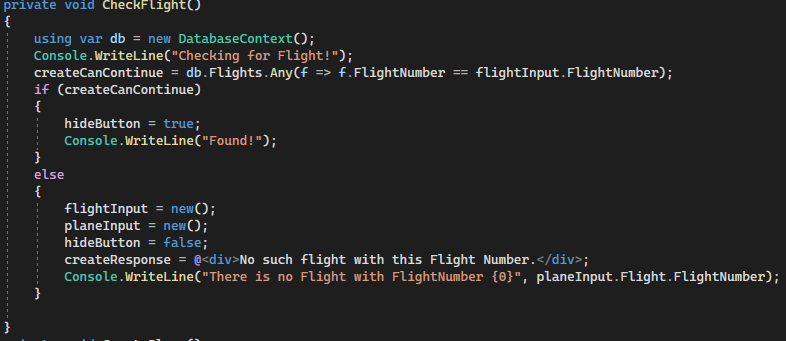 private void CheckFlight()
{
    using var db = new DatabaseContext();
    Console.WriteLine("Checking for Flight!");
    createCanContinue = db.Flights.Any(f => f.FlightNumber == flightInput.FlightNumber);
    if (createCanContinue)
    {
        hideButton = true;
        Console.WriteLine("Found!");
    }
    else
    {
        flightInput = new();
        planeInput = new();
        hideButton = false;
        createResponse = @<div>No such flight with this Flight Number.</div>;
        Console.WriteLine("There is no Flight with FlightNumber {0}", planeInput.Flight.FlightNumber);
    }
}